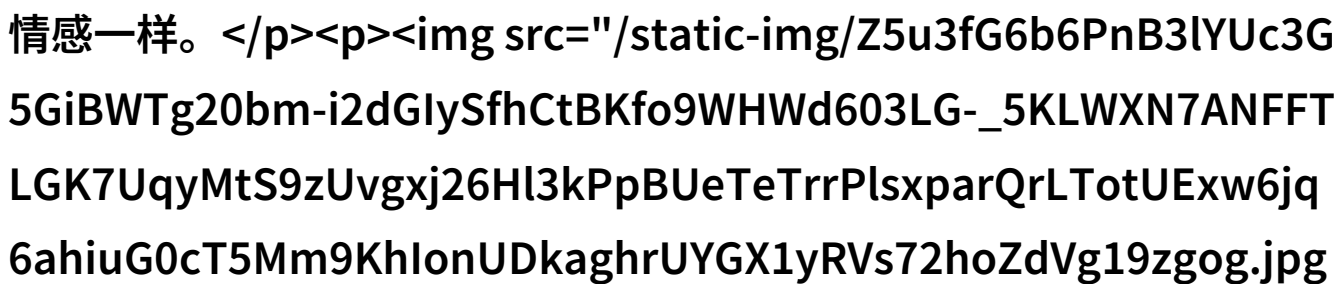 情感一样。</p><p><img src="/static-img/Z5u3fG6b6PnB3lYUc3G
5GiBWTg20bm-i2dGIySfhCtBKfo9WHWd603LG-_5KLWXN7ANFFT
LGK7UqyMtS9zUvgxj26Hl3kPpBUeTeTrrPlsxparQrLTotUExw6jq
6ahiuG0cT5Mm9KhIonUDkaghrUYGX1yRVs72hoZdVg19zgog.jpg